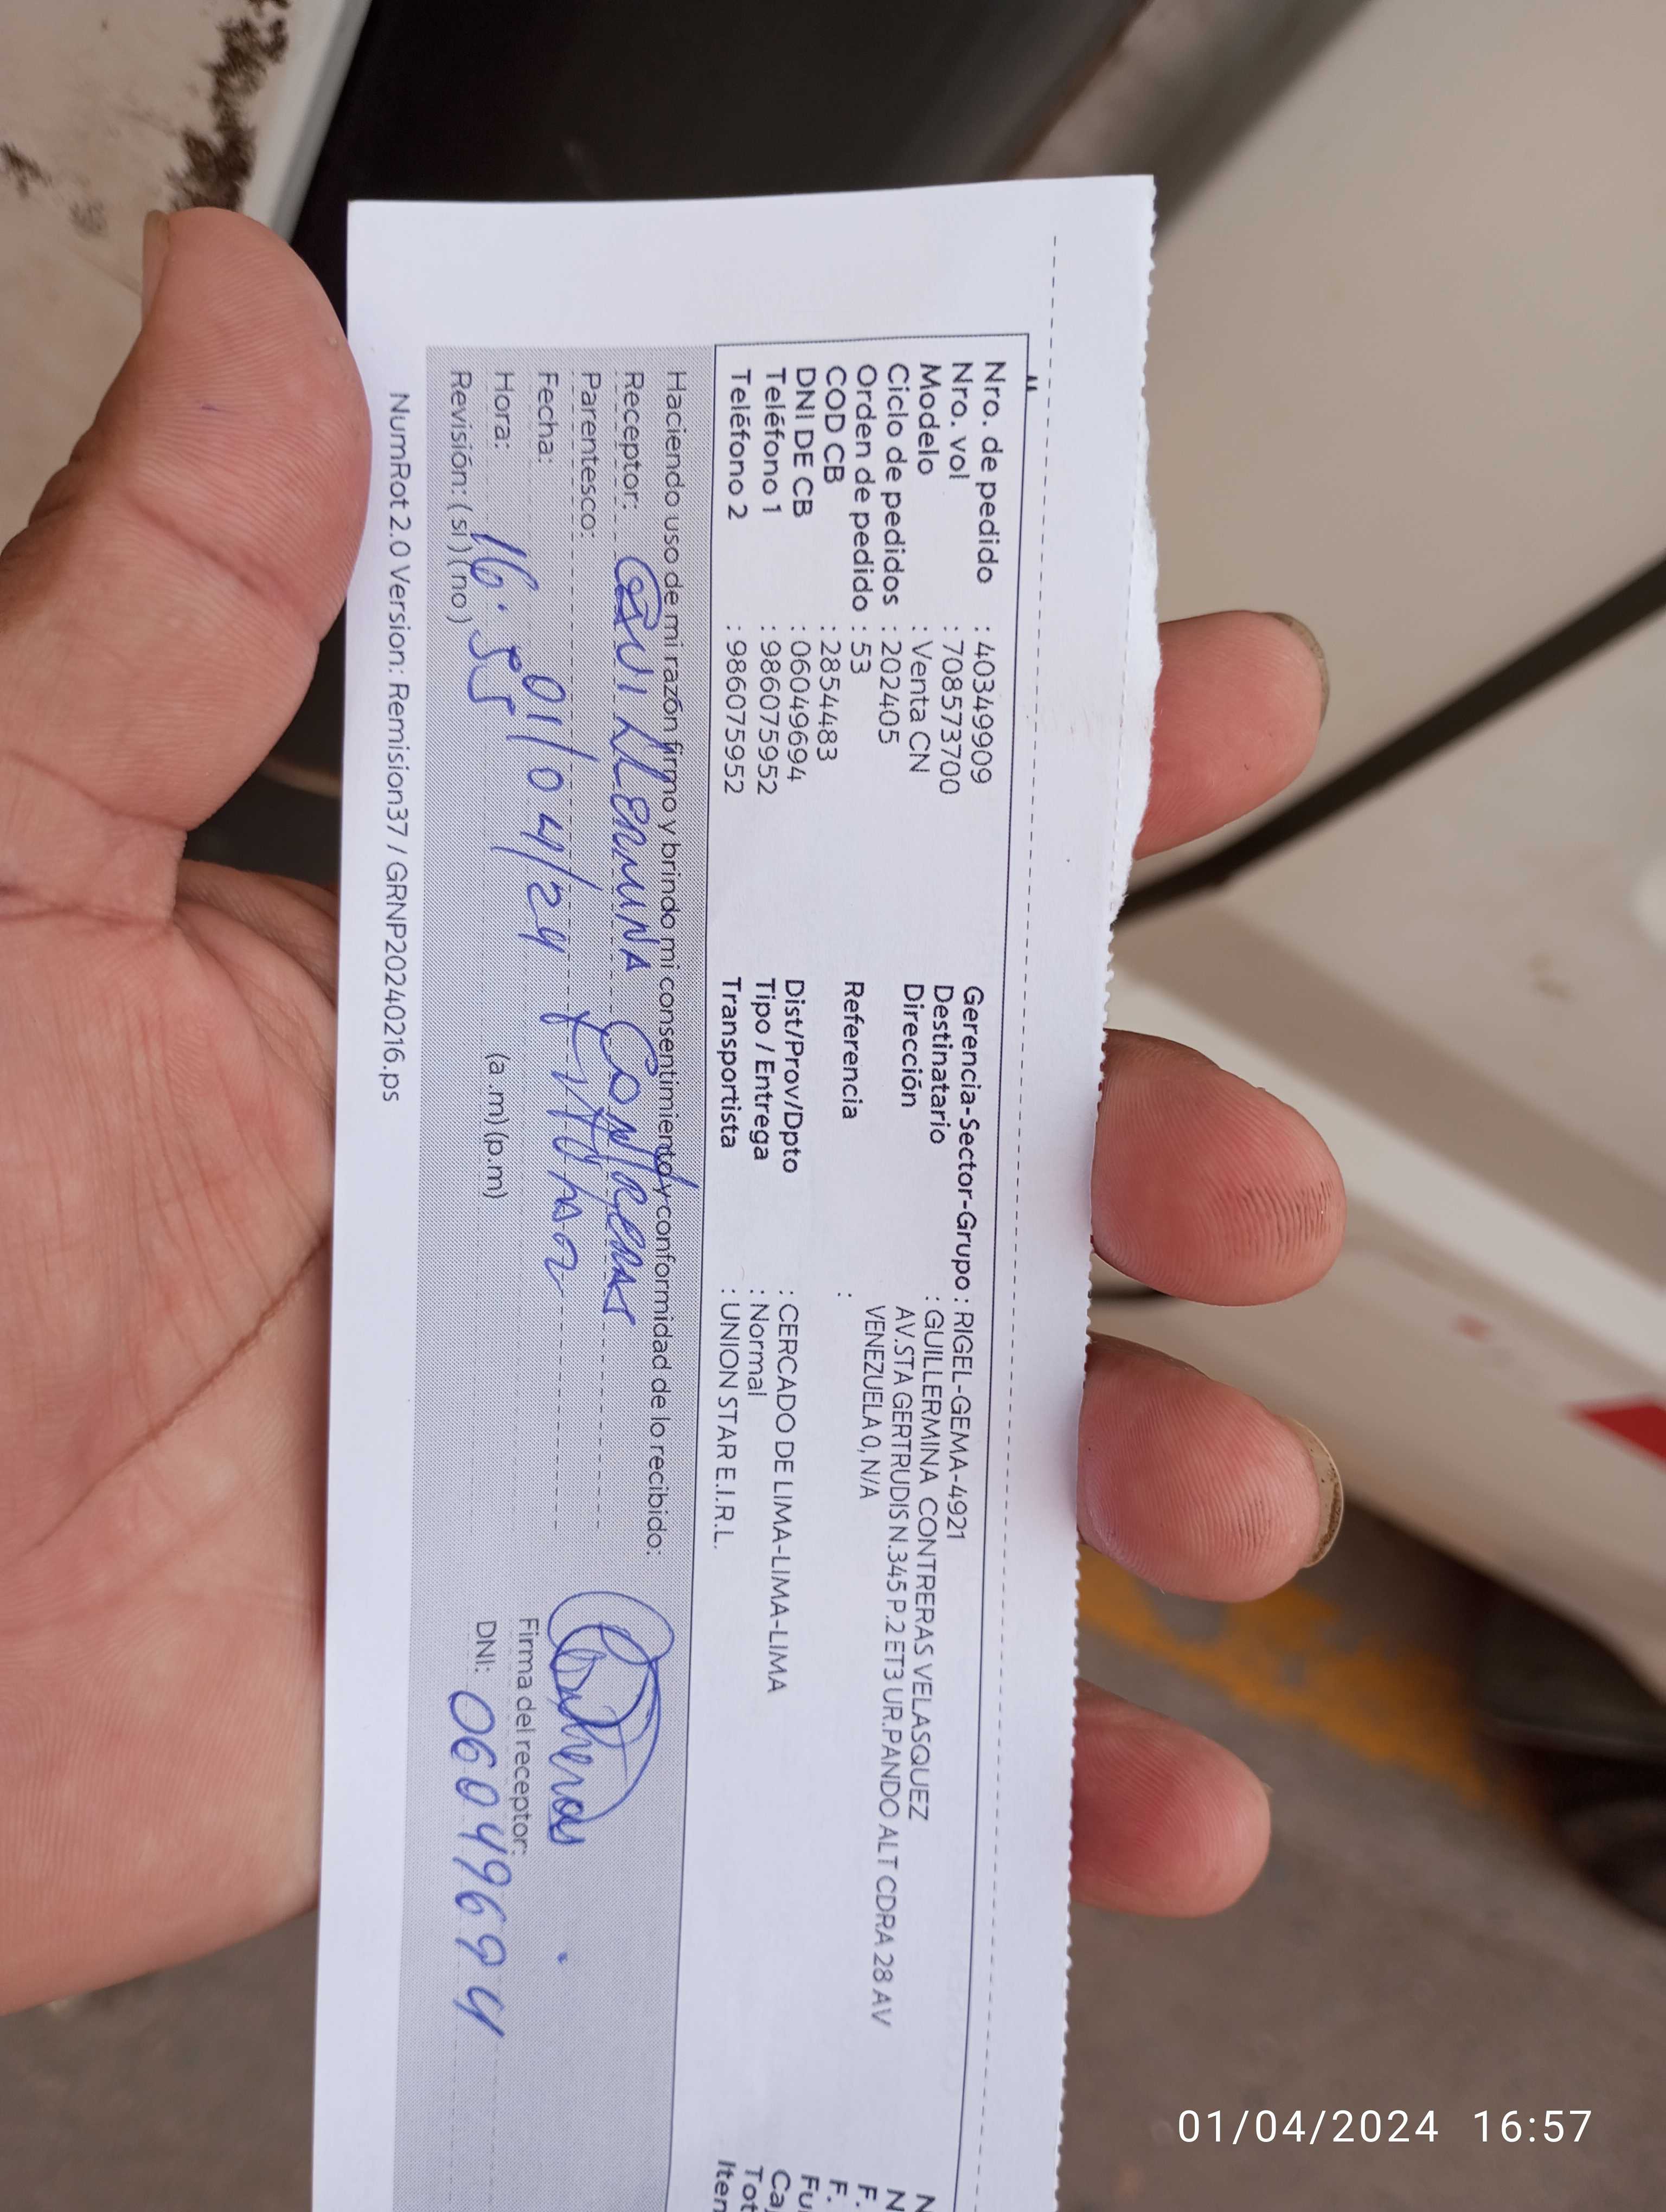 Nro. de pedido : 40349909
Nro. vol : 708573700
Modelo : Venta CN
Ciclo de pedidos : 202405
Orden de pedido : 53
COD CB : 2854483
DNI DE CB : 06049694
Teléfono 1 : 986075952
Teléfono 2 : 986075952
Gerencia-Sector-Grupo : RIGEL-GEMA-4921
Destinatario : GUILLERMINA CONTRERAS VELASQUEZ
Dirección AV.STA GERTRUDIS N.345 P.2 ET3 UR.PANDO ALT CDRA 28 AV
VENEZUELA 0, N/A
Referencia :
Dist/Prov/Dpto : CERCADO DE LIMA-LIMA-LIMA
Tipo / Entrega : Normal
Transportista : UNION STAR E.I.R.L.
N
N
F.
F.
Fu
Ca
Tot
Iten
Haciendo uso de mi razón firmo y brindo mi consentimiento y conformidad de lo recibido:
Receptor: GUILLERMINA CONTRERAS
Parentesco: TITULAR
Fecha: 01/04/24
Hora: 16:55 (a.m)(p.m)
Revisión: ( si ) ( no )
Contreras
Firma del receptor:
DNI: 06049694
NumRot 2.0 Version: Remision37 / GRNP20240216.ps
01/04/2024 16:57